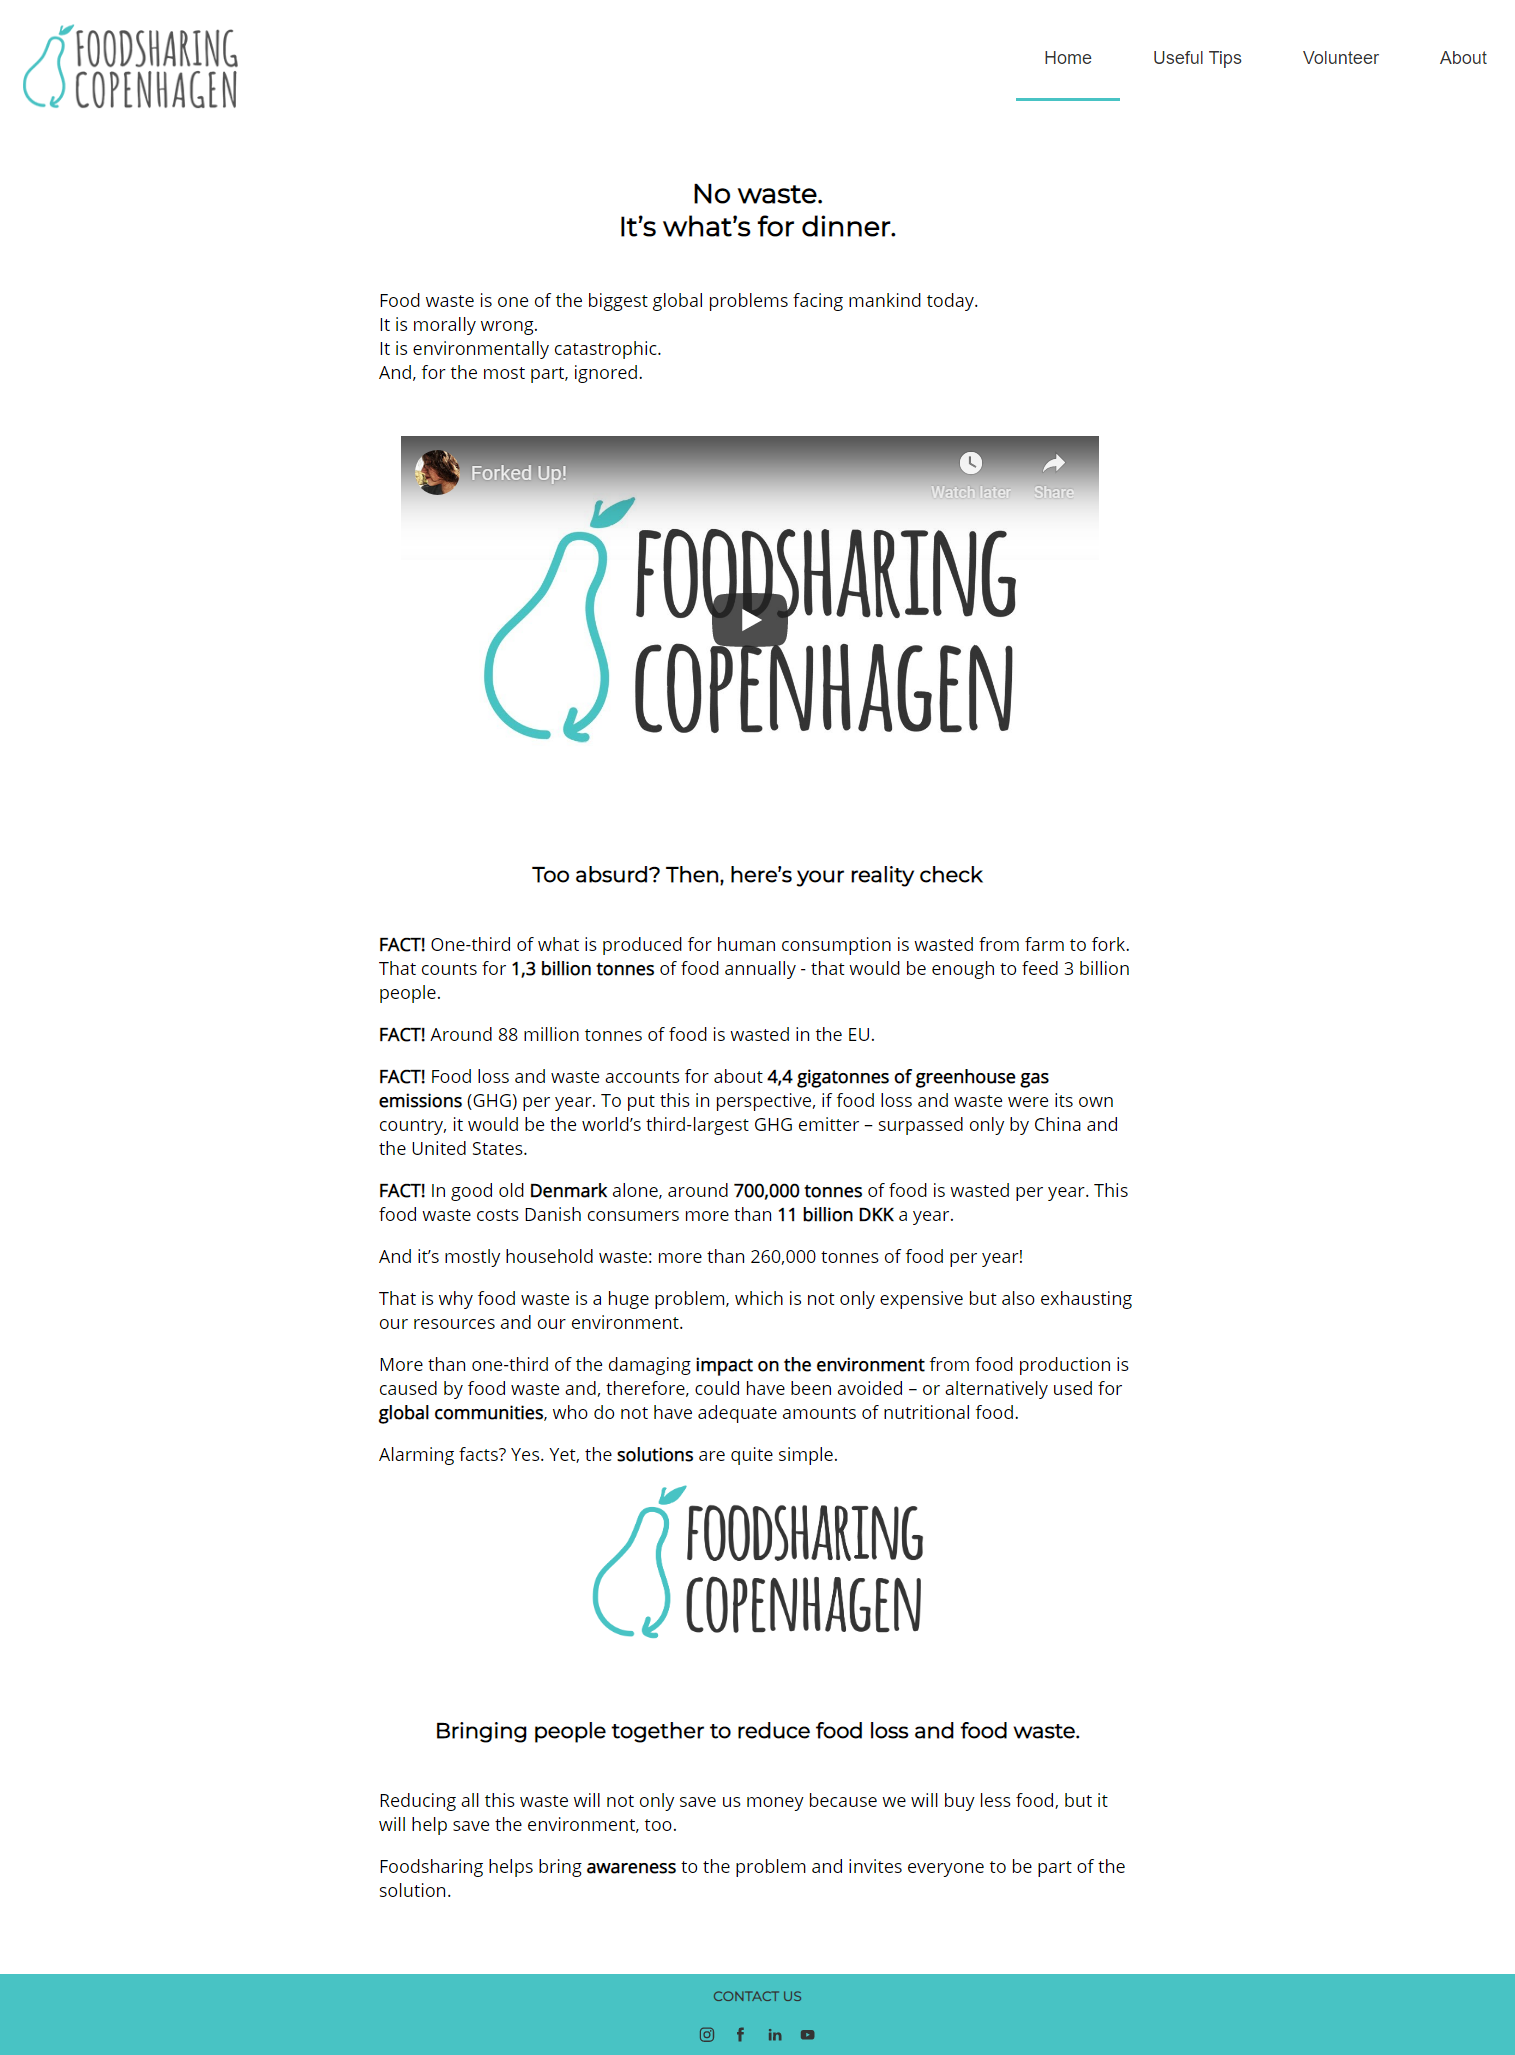 FOODSHARING
COPENHAGEN
Home
Useful Tips
Volunteer
About
No waste.
It’s what’s for dinner.
Food waste is one of the biggest global problems facing mankind today.
It is morally wrong.
It is environmentally catastrophic.
And, for the most part, ignored.
Forked Up!
Watch later
Share
FOODSHARING
COPENHAGEN
Too absurd? Then, here’s your reality check
FACT! One-third of what is produced for human consumption is wasted from farm to fork.
That counts for 1,3 billion tonnes of food annually - that would be enough to feed 3 billion
people.
FACT! Around 88 million tonnes of food is wasted in the EU.
FACT! Food loss and waste accounts for about 4,4 gigatonnes of greenhouse gas
emissions (GHG) per year. To put this in perspective, if food loss and waste were its own
country, it would be the world’s third-largest GHG emitter – surpassed only by China and
the United States.
FACT! In good old Denmark alone, around 700,000 tonnes of food is wasted per year. This
food waste costs Danish consumers more than 11 billion DKK a year.
And it’s mostly household waste: more than 260,000 tonnes of food per year!
That is why food waste is a huge problem, which is not only expensive but also exhausting
our resources and our environment.
More than one-third of the damaging impact on the environment from food production is
caused by food waste and, therefore, could have been avoided – or alternatively used for
global communities, who do not have adequate amounts of nutritional food.
Alarming facts? Yes. Yet, the solutions are quite simple.
FOODSHARING
COPENHAGEN
Bringing people together to reduce food loss and food waste.
Reducing all this waste will not only save us money because we will buy less food, but it
will help save the environment, too.
Foodsharing helps bring awareness to the problem and invites everyone to be part of the
solution.
CONTACT US